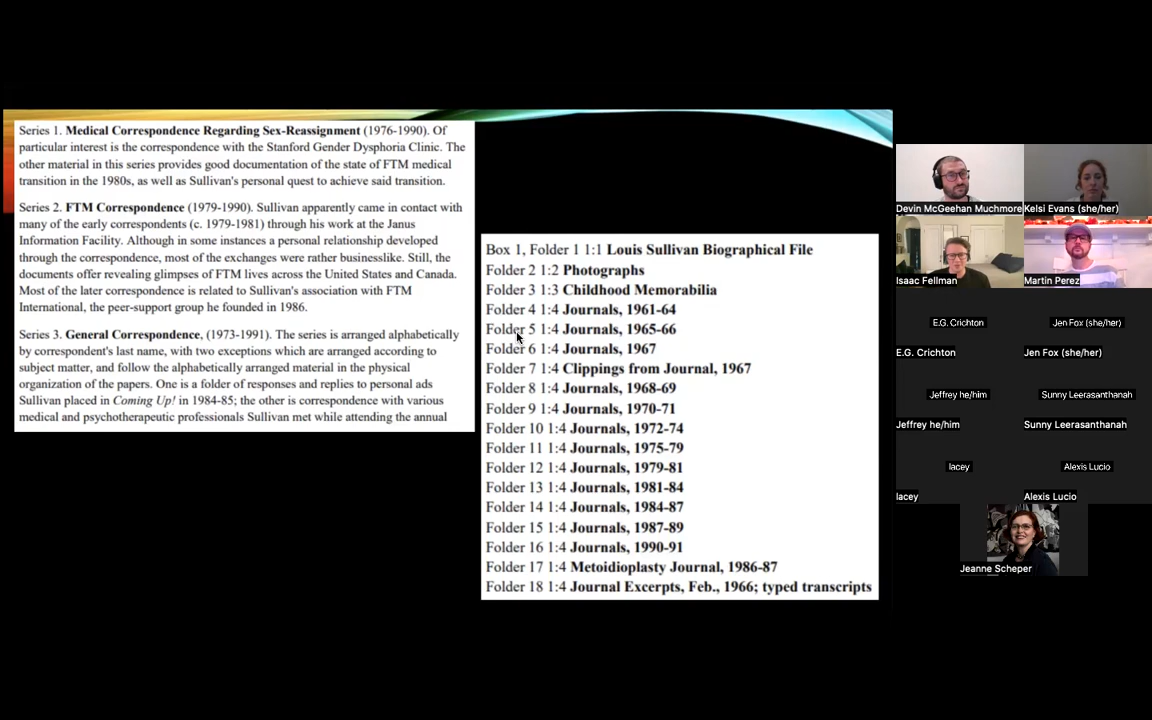 Series 1. Medical Correspondence Regarding Sex-Reassignment (1976-1990). Of
particular interest is the correspondence with the Stanford Gender Dysphoria Clinic. The
other material in this series provides good documentation of the state of FTM medical
transition in the 1980s, as well as Sullivan's personal quest to achieve said transition.
Series 2. FTM Correspondence (1979-1990). Sullivan apparently came in contact with
many of the early correspondents (c. 1979-1981) through his work at the Janus
Information Facility. Although in some instances a personal relationship developed
through the correspondence, most of the exchanges were rather businesslike. Still, the
documents offer revealing glimpses of FTM lives across the United States and Canada.
Most of the later correspondence is related to Sullivan's association with FTM
International, the peer-support group he founded in 1986.
Series 3. General Correspondence, (1973-1991). The series is arranged alphabetically
by correspondent's last name, with two exceptions which are arranged according to
subject matter, and follow the alphabetically arranged material in the physical
organization of the papers. One is a folder of responses and replies to personal ads
Sullivan placed in Coming Up! in 1984-85; the other is correspondence with various
medical and psychotherapeutic professionals Sullivan met while attending the annual
Box 1, Folder 1 1:1 Louis Sullivan Biographical File
Folder 2 1:2 Photographs
Folder 3 1:3 Childhood Memorabilia
Folder 4 1:4 Journals, 1961-64
Folder 5 1:4 Journals, 1965-66
Folder 6 1:4 Journals, 1967
Folder 7 1:4 Clippings from Journal, 1967
Folder 8 1:4 Journals, 1968-69
Folder 9 1:4 Journals, 1970-71
Folder 10 1:4 Journals, 1972-74
Folder 11 1:4 Journals, 1975-79
Folder 12 1:4 Journals, 1979-81
Folder 13 1:4 Journals, 1981-84
Folder 14 1:4 Journals, 1984-87
Folder 15 1:4 Journals, 1987-89
Folder 16 1:4 Journals, 1990-91
Folder 17 1:4 Metoidioplasty Journal, 1986-87
Folder 18 1:4 Journal Excerpts, Feb., 1966; typed transcripts
Devin McGeehan Muchmore
Kelsi Evans (she/her)
Isaac Fellman
Martin Perez
E.G. Crichton
Jen Fox (she/her)
E.G. Crichton
Jen Fox (she/her)
Jeffrey he/him
Sunny Leerasanthanah
Jeffrey he/him
Sunny Leerasanthanah
lacey
Alexis Lucio
lacey
Alexis Lucio
Jeanne Scheper